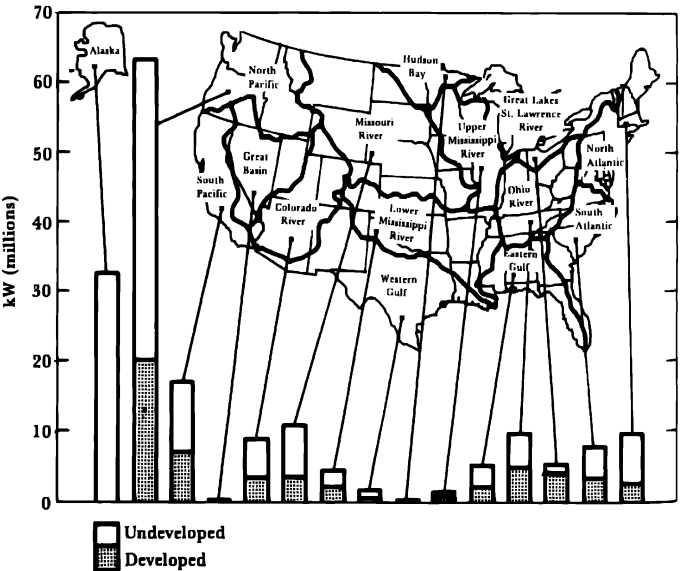 70
60
50
40
30
20
10
0
kW (millions)
Alaska
North
Pacific
Hudson
Bay
Great Lakes
St. Lawrence
River
Missouri
River
Upper
Mississippi
River
Great
Basin
North
Atlantic
South
Pacific
Ohio
River
Colorado
River
Lower
Mississippi
River
South
Atlantic
Eastern
Gulf
Western
Gulf
Undeveloped
Developed